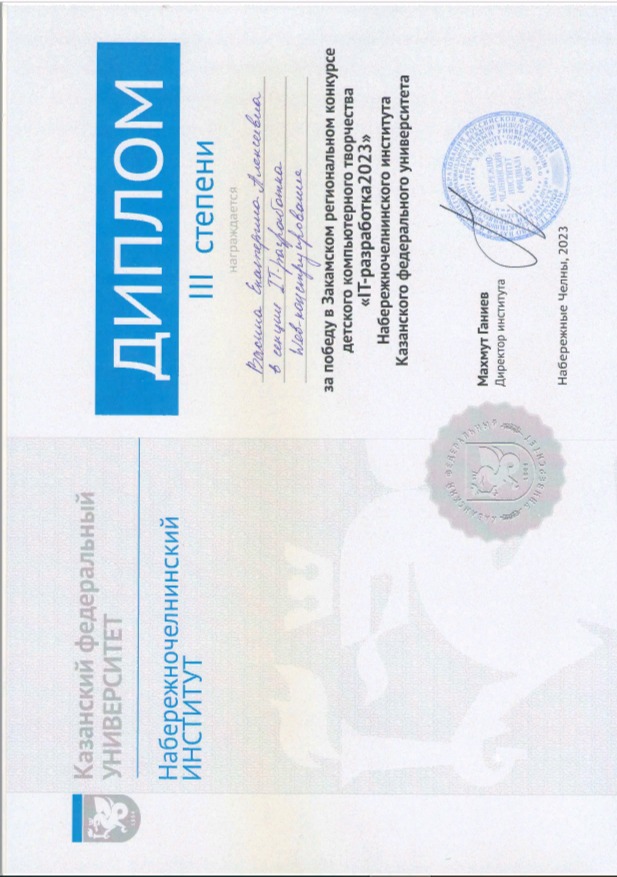 Казанский федеральный
УНИВЕРСИТЕТ
Набережночелнинский
ИНСТИТУТ
ДИПЛОМ
III степени
награждается
Екатерина Алексеевна
в секции IT-разработка
Web-конструирование
за победу в Закамском региональном конкурсе
детского компьютерного творчества
«IT-разработка2023»
Набережночелнинского института
Казанского федерального университета
Махмут Ганиев
Директор института
Набережные Челны, 2023
КАЗАНСКИЙ ФЕДЕРАЛЬНЫЙ УНИВЕРСИТЕТ
1804